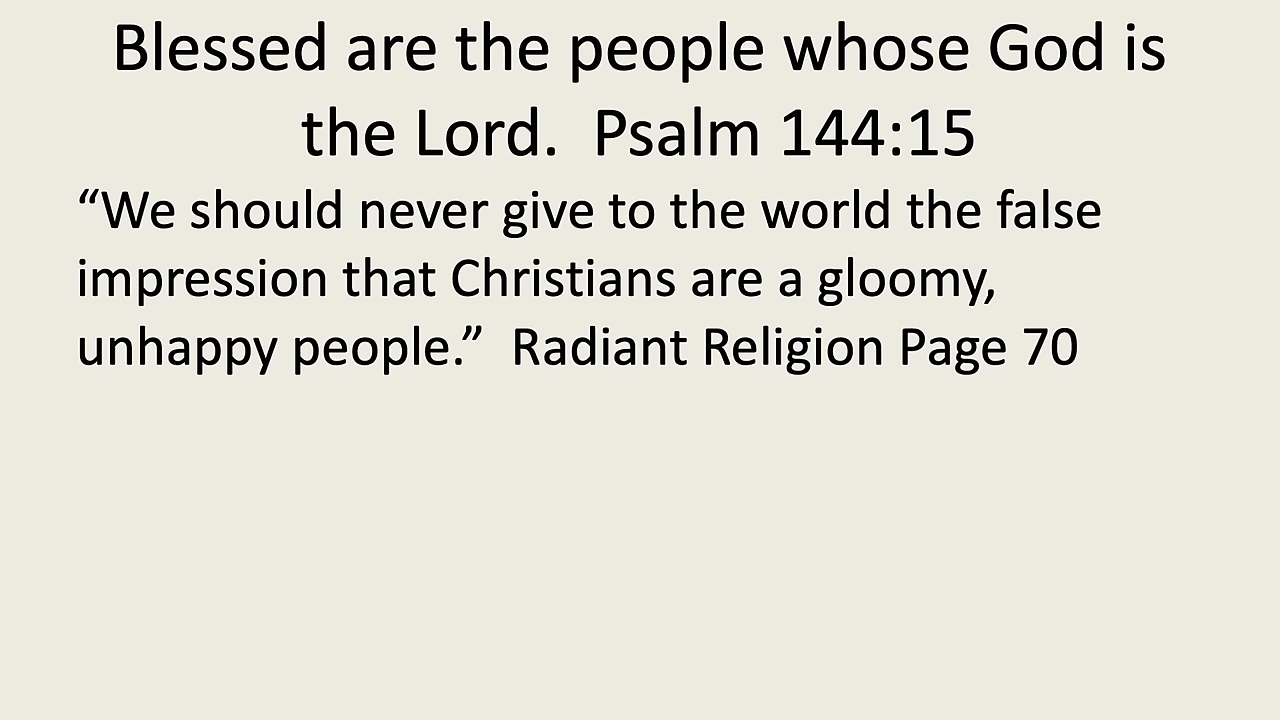 Blessed are the people whose God is
the Lord.  Psalm 144:15
“We should never give to the world the false
impression that Christians are a gloomy,
unhappy people.”  Radiant Religion Page 70